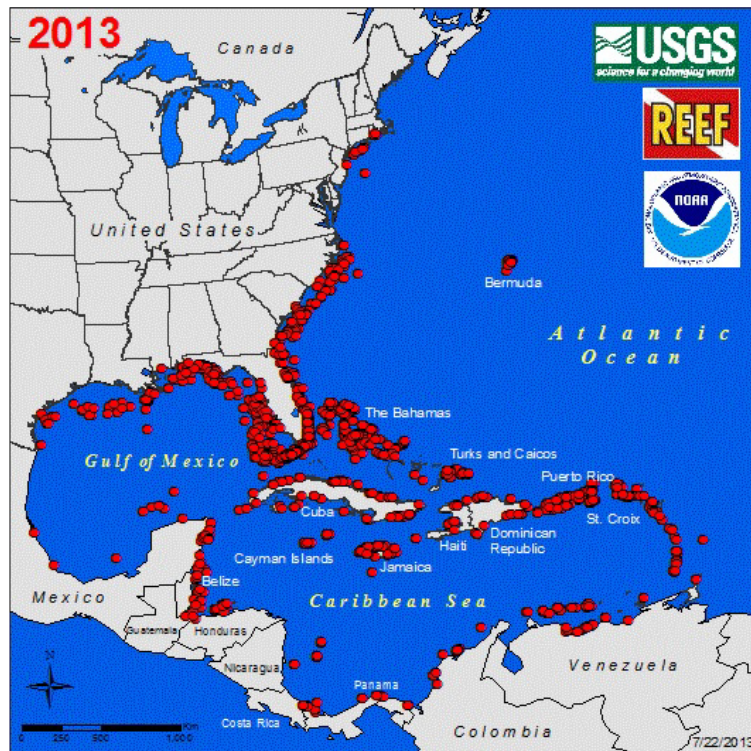 2013
Canada
USGS
science for a changing world
REEF
NOAA
United States
Bermuda
Atlantic
Ocean
The Bahamas
Gulf of Mexico
Turks and Caicos
Puerto Rico
Cuba
St. Croix
Cayman Islands
Haiti
Dominican
Republic
Jamaica
Belize
Mexico
Caribbean Sea
Guatemala
Honduras
Nicaragua
Venezuela
N
Panama
Costa Rica
Colombia
Km
0
500
1,000
7/22/2013